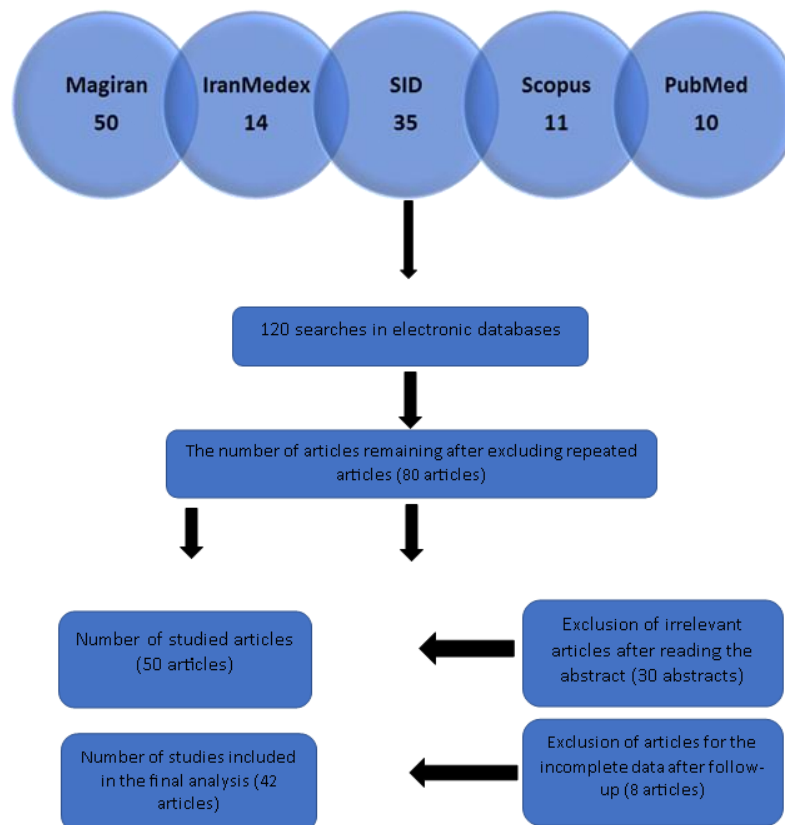 Magiran
50
IranMedex
14
SID
35
Scopus
11
PubMed
10
120 searches in electronic databases
The number of articles remaining after excluding repeated
articles (80 articles)
Number of studied articles
(50 articles)
Exclusion of irrelevant
articles after reading the
abstract (30 abstracts)
Number of studies included
in the final analysis (42
articles)
Exclusion of articles for the
incomplete data after follow-
up (8 articles)